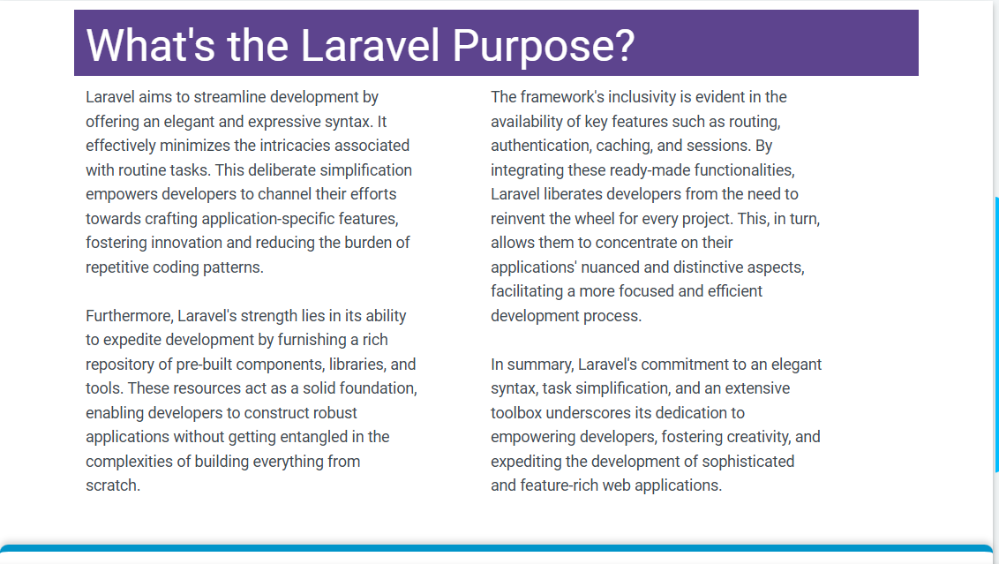 What's the Laravel Purpose?
Laravel aims to streamline development by
offering an elegant and expressive syntax. It
effectively minimizes the intricacies associated
with routine tasks. This deliberate simplification
empowers developers to channel their efforts
towards crafting application-specific features,
fostering innovation and reducing the burden of
repetitive coding patterns.
Furthermore, Laravel's strength lies in its ability
to expedite development by furnishing a rich
repository of pre-built components, libraries, and
tools. These resources act as a solid foundation,
enabling developers to construct robust
applications without getting entangled in the
complexities of building everything from
scratch.
The framework's inclusivity is evident in the
availability of key features such as routing,
authentication, caching, and sessions. By
integrating these ready-made functionalities,
Laravel liberates developers from the need to
reinvent the wheel for every project. This, in turn,
allows them to concentrate on their
applications' nuanced and distinctive aspects,
facilitating a more focused and efficient
development process.
In summary, Laravel's commitment to an elegant
syntax, task simplification, and an extensive
toolbox underscores its dedication to
empowering developers, fostering creativity, and
expediting the development of sophisticated
and feature-rich web applications.